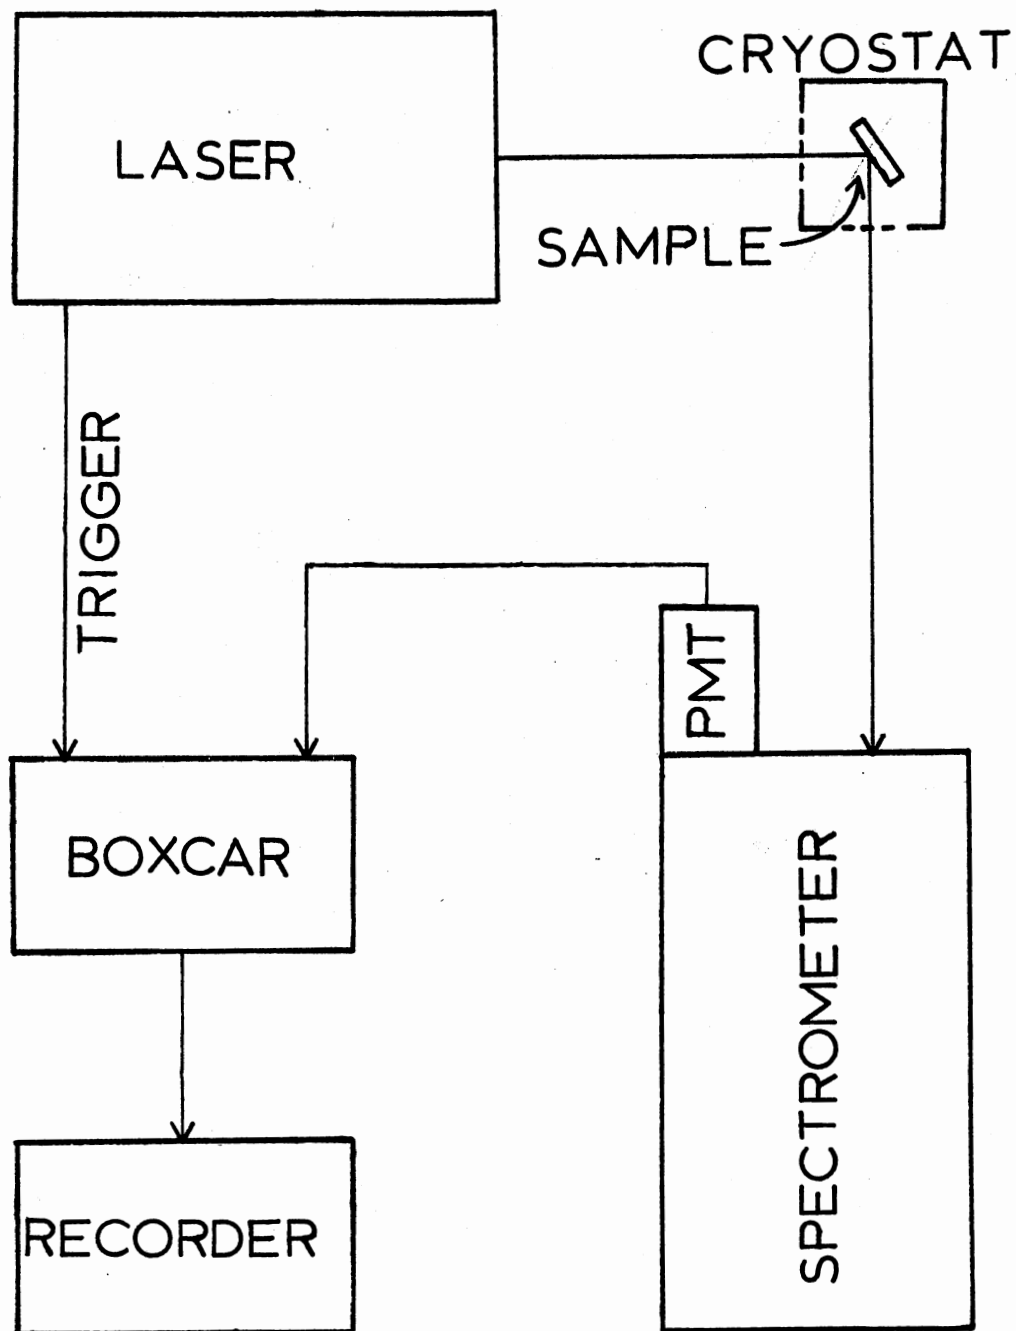 CRYOSTAT
LASER
SAMPLE
TRIGGER
PMT
BOXCAR
SPECTROMETER
RECORDER